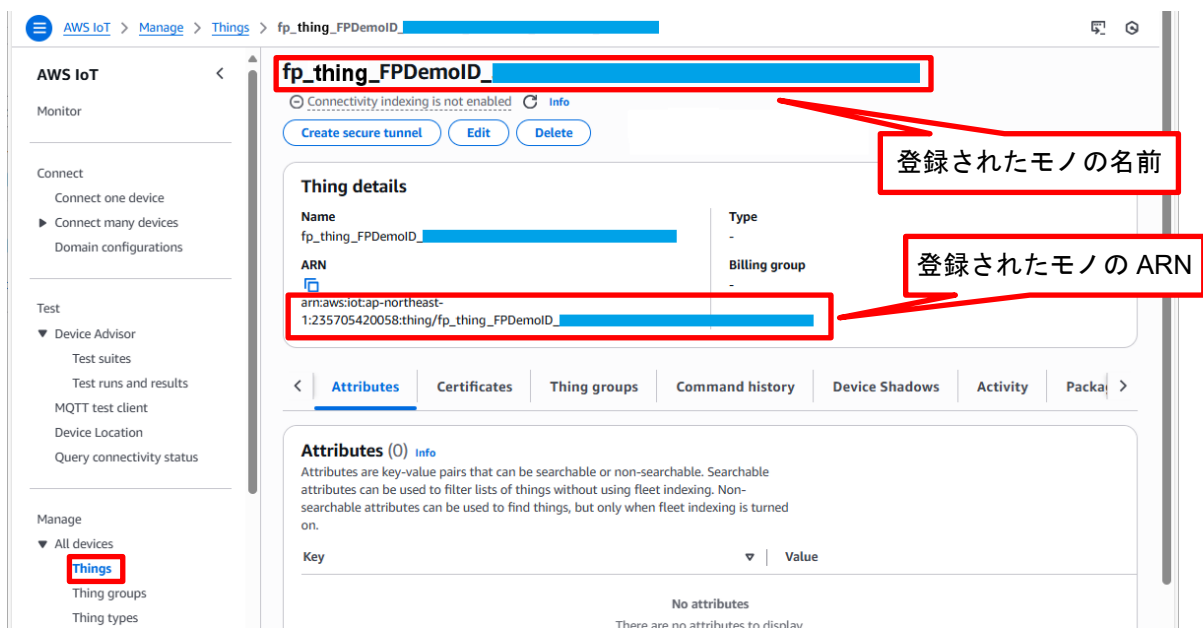 AWS IoT > Manage > Things > fp_thing_FPDemoID_
AWS IoT
Monitor
Connect
Connect one device
Connect many devices
Domain configurations
Test
Device Advisor
Test suites
Test runs and results
MQTT test client
Device Location
Query connectivity status
Manage
All devices
Things
Thing groups
Thing types
fp_thing_FPDemoID_
Connectivity indexing is not enabled Info
Create secure tunnel Edit Delete
登録されたモノの名前
Thing details
Name
fp_thing_FPDemoID_
ARN
arn:aws:iot:ap-northeast-
1:235705420058:thing/fp_thing_FPDemoID_
Type
-
Billing group
-
登録されたモノの ARN
Attributes Certificates Thing groups Command history Device Shadows Activity Packa
Attributes (0) Info
Attributes are key-value pairs that can be searchable or non-searchable. Searchable
attributes can be used to filter lists of things without using fleet indexing. Non-
searchable attributes can be used to find things, but only when fleet indexing is turned
on.
Key Value
No attributes
There are no attributes to display